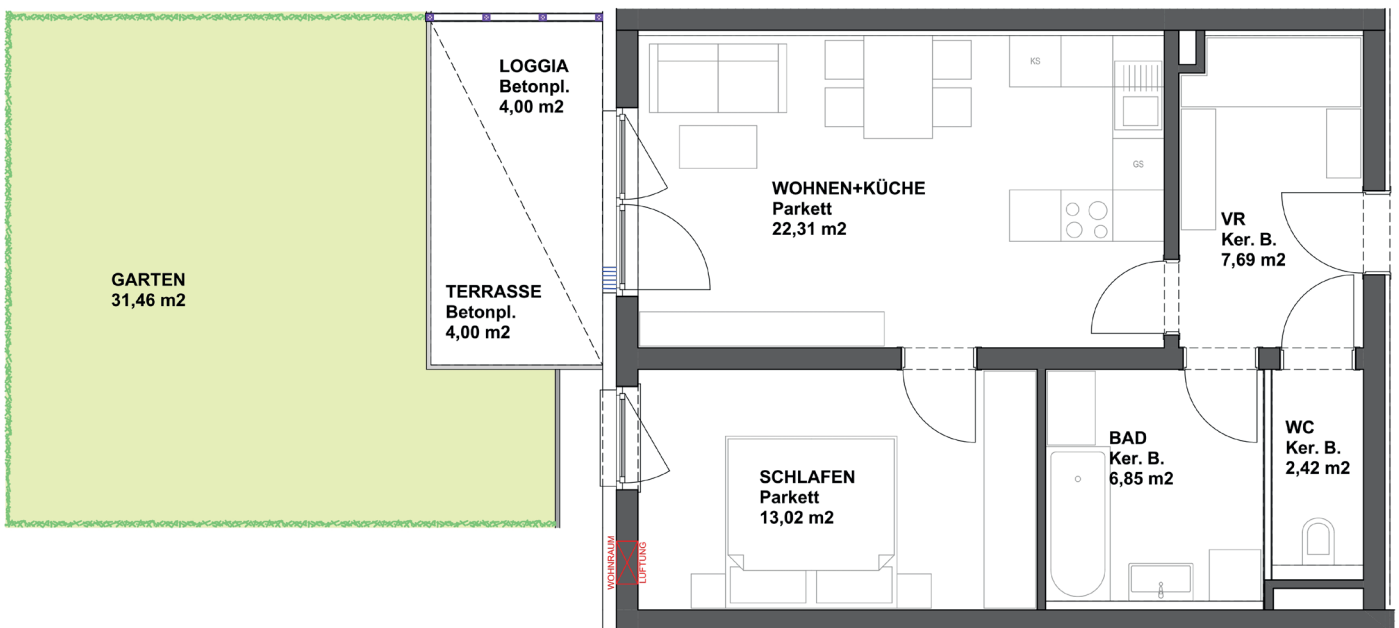 LOGGIA
Betonpl.
4,00 m2
KS
GS
WOHNEN+KÜCHE
Parkett
22,31 m2
VR
Ker. B.
7,69 m2
GARTEN
31,46 m2
TERRASSE
Betonpl.
4,00 m2
SCHLAFEN
Parkett
13,02 m2
BAD
Ker. B.
6,85 m2
WC
Ker. B.
2,42 m2
WOHNRAUM
LÜFTUNG